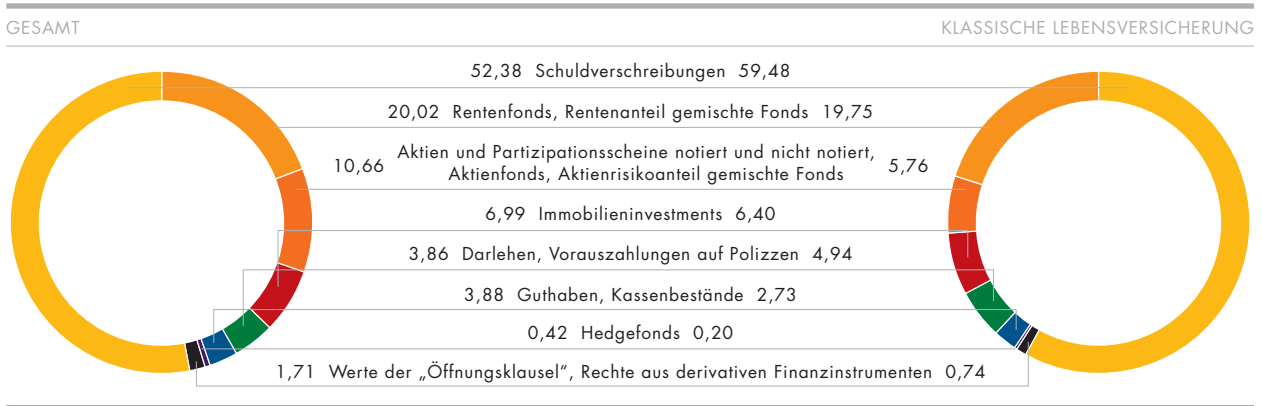 GESAMT
KLASSISCHE LEBENSVERSICHERUNG
52,38 Schuldverschreibungen 59,48
20,02 Rentenfonds, Rentenanteil gemischte Fonds 19,75
10,66 Aktien und Partizipationsscheine notiert und nicht notiert, 5,76
Aktienfonds, Aktienrisikoanteil gemischte Fonds
6,99 Immobilieninvestments 6,40
3,86 Darlehen, Vorauszahlungen auf Polizzen 4,94
3,88 Guthaben, Kassenbestände 2,73
0,42 Hedgefonds 0,20
1,71 Werte der „Öffnungsklausel“, Rechte aus derivativen Finanzinstrumenten 0,74